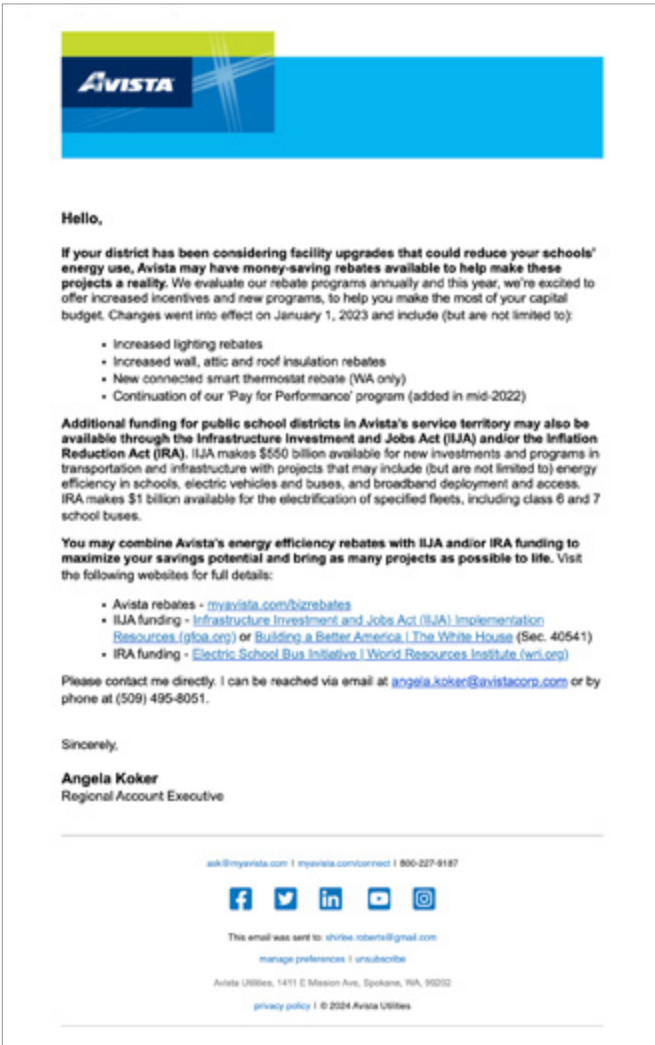 AVISTA
Hello,
If your district has been considering facility upgrades that could reduce your schools'
energy use, Avista may have money-saving rebates available to help make these
projects a reality. We evaluate our rebate programs annually and this year, we're excited to
offer increased incentives and new programs, to help you make the most of your capital
budget. Changes went into effect on January 1, 2023 and include (but are not limited to):
• Increased lighting rebates
• Increased wall, attic and roof insulation rebates
• New connected smart thermostat rebate (WA only)
• Continuation of our 'Pay for Performance' program (added in mid-2022)
Additional funding for public school districts in Avista's service territory may also be
available through the Infrastructure Investment and Jobs Act (IIJA) and/or the Inflation
Reduction Act (IRA). IIJA makes $550 billion available for new investments and programs in
transportation and infrastructure with projects that may include (but are not limited to) energy
efficiency in schools, electric vehicles and buses, and broadband deployment and access.
IRA makes $1 billion available for the electrification of specified fleets, including class 6 and 7
school buses.
You may combine Avista's energy efficiency rebates with IIJA and/or IRA funding to
maximize your savings potential and bring as many projects as possible to life. Visit
the following websites for full details:
• Avista rebates - myavista.com/bizrebates
• IIJA funding - Infrastructure Investment and Jobs Act (IIJA) Implementation
Resources (gfoa.org) or Building a Better America | The White House (Sec. 40541)
• IRA funding - Electric School Bus Initiative | World Resources Institute (wri.org)
Please contact me directly. I can be reached via email at angela.koker@avistacorp.com or by
phone at (509) 495-8051.
Sincerely,
Angela Koker
Regional Account Executive
ask@myavista.com | myavista.com/connect | 800-227-9187
This email was sent to: shirlee.roberts@gmail.com
manage preferences | unsubscribe
Avista Utilities, 1411 E Mission Ave, Spokane, WA, 99202
privacy policy | © 2024 Avista Utilities